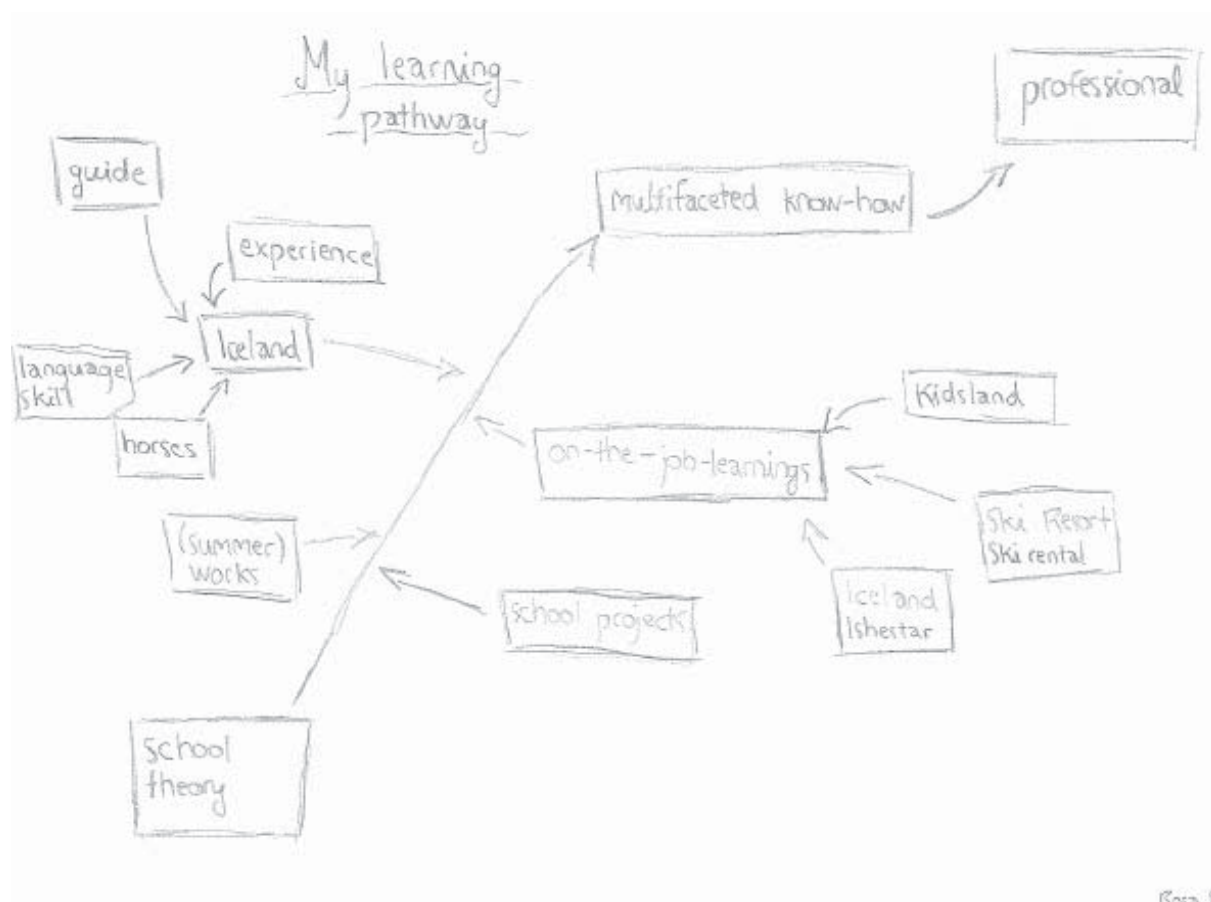 My learning
pathway
professional
guide
multifaceted know-how
experience
Iceland
language
skill
horses
Kidsland
on-the-job-learnings
Ski Resort
Ski rental
(summer)
works
Iceland
Ishestar
school projects
school
theory